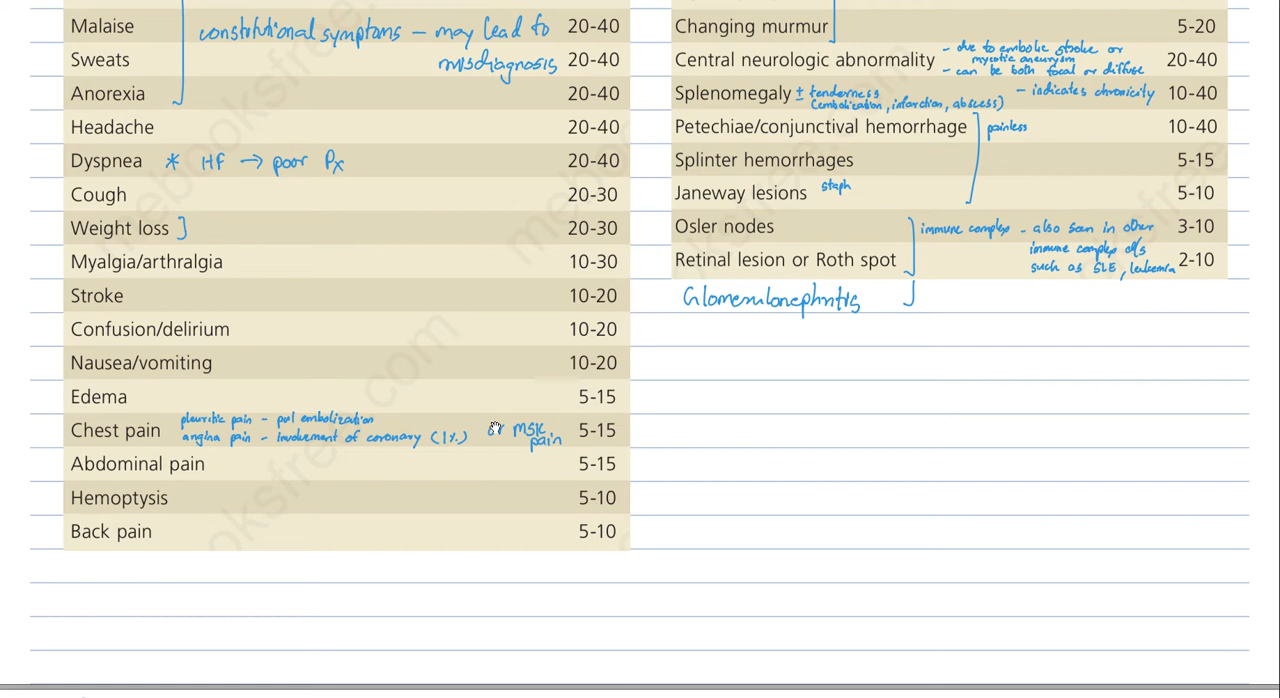 Malaise 20-40
constitutional symptoms – may lead to
misdiagnosis
Sweats 20-40
Anorexia 20-40
Headache 20-40
Dyspnea * HF → poor Px 20-40
Cough 20-30
Weight loss 20-30
Myalgia/arthralgia 10-30
Stroke 10-20
Confusion/delirium 10-20
Nausea/vomiting 10-20
Edema 5-15
pleuritic pain – pul embolization
Chest pain 5-15
angina pain – involvement of coronary (1%) or MSK
pain
Abdominal pain 5-15
Hemoptysis 5-10
Back pain 5-10
Changing murmur 5-20
Central neurologic abnormality 20-40
- due to embolic stroke or
mycotic aneurysm
- can be both focal or diffuse
Splenomegaly ± tenderness - indicates chronicity 10-40
(embolization, infarction, abscess)
Petechiae/conjunctival hemorrhage painless 10-40
Splinter hemorrhages 5-15
Janeway lesions staph 5-10
Osler nodes 3-10
immune complex - also seen in other
immune complex d/s
such as SLE, leukemia
Retinal lesion or Roth spot 2-10
Glomerulonephritis